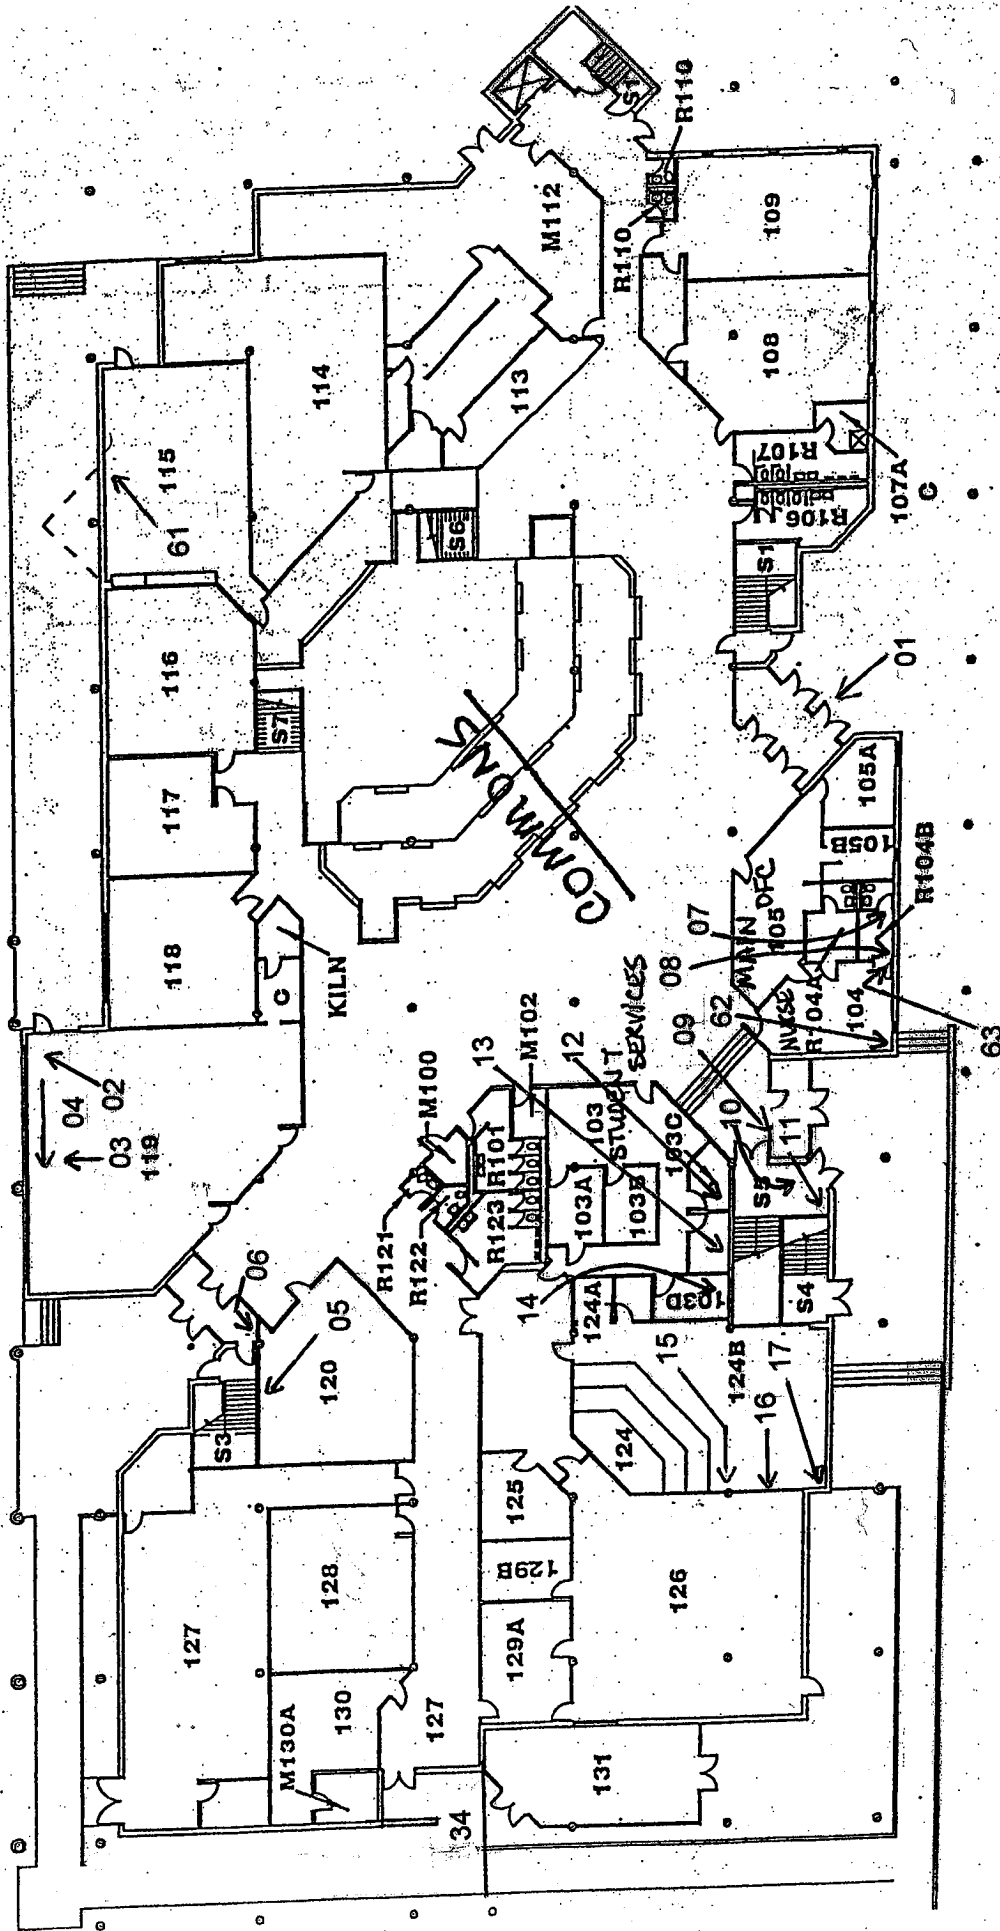 S1
R110
R110
M112
109
108
113
114
115
61
R107
R106
107A
C
S6
S1
116
S7
117
118
COMMONS
01
105A
105B
MAIN OFC
105
R104B
07
08
NURSE
R104A
104
62
63
KILN
C
02
04
03
119
M100
M102
13
12
STUDENT
SERVICES
09
10
11
R101
103
103C
103A
103B
R123
R121
R122
S5
S4
06
05
120
S3
14
124A
103D
15
124B
16
17
124
125
129B
129A
126
128
127
130
M130A
127
131
34